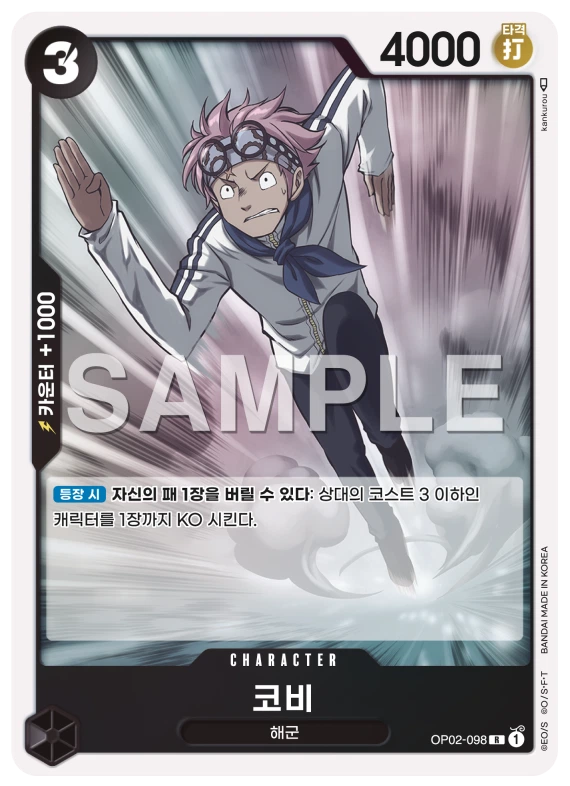 3
4000
타격
打
kankurou
⚡카운터 +1000
SAMPLE
등장 시 자신의 패 1장을 버릴 수 있다: 상대의 코스트 3 이하인
캐릭터를 1장까지 KO 시킨다.
CHARACTER
코비
해군
OP02-098 R 1
©EO/S ©O/S·F·T BANDAI MADE IN KOREA